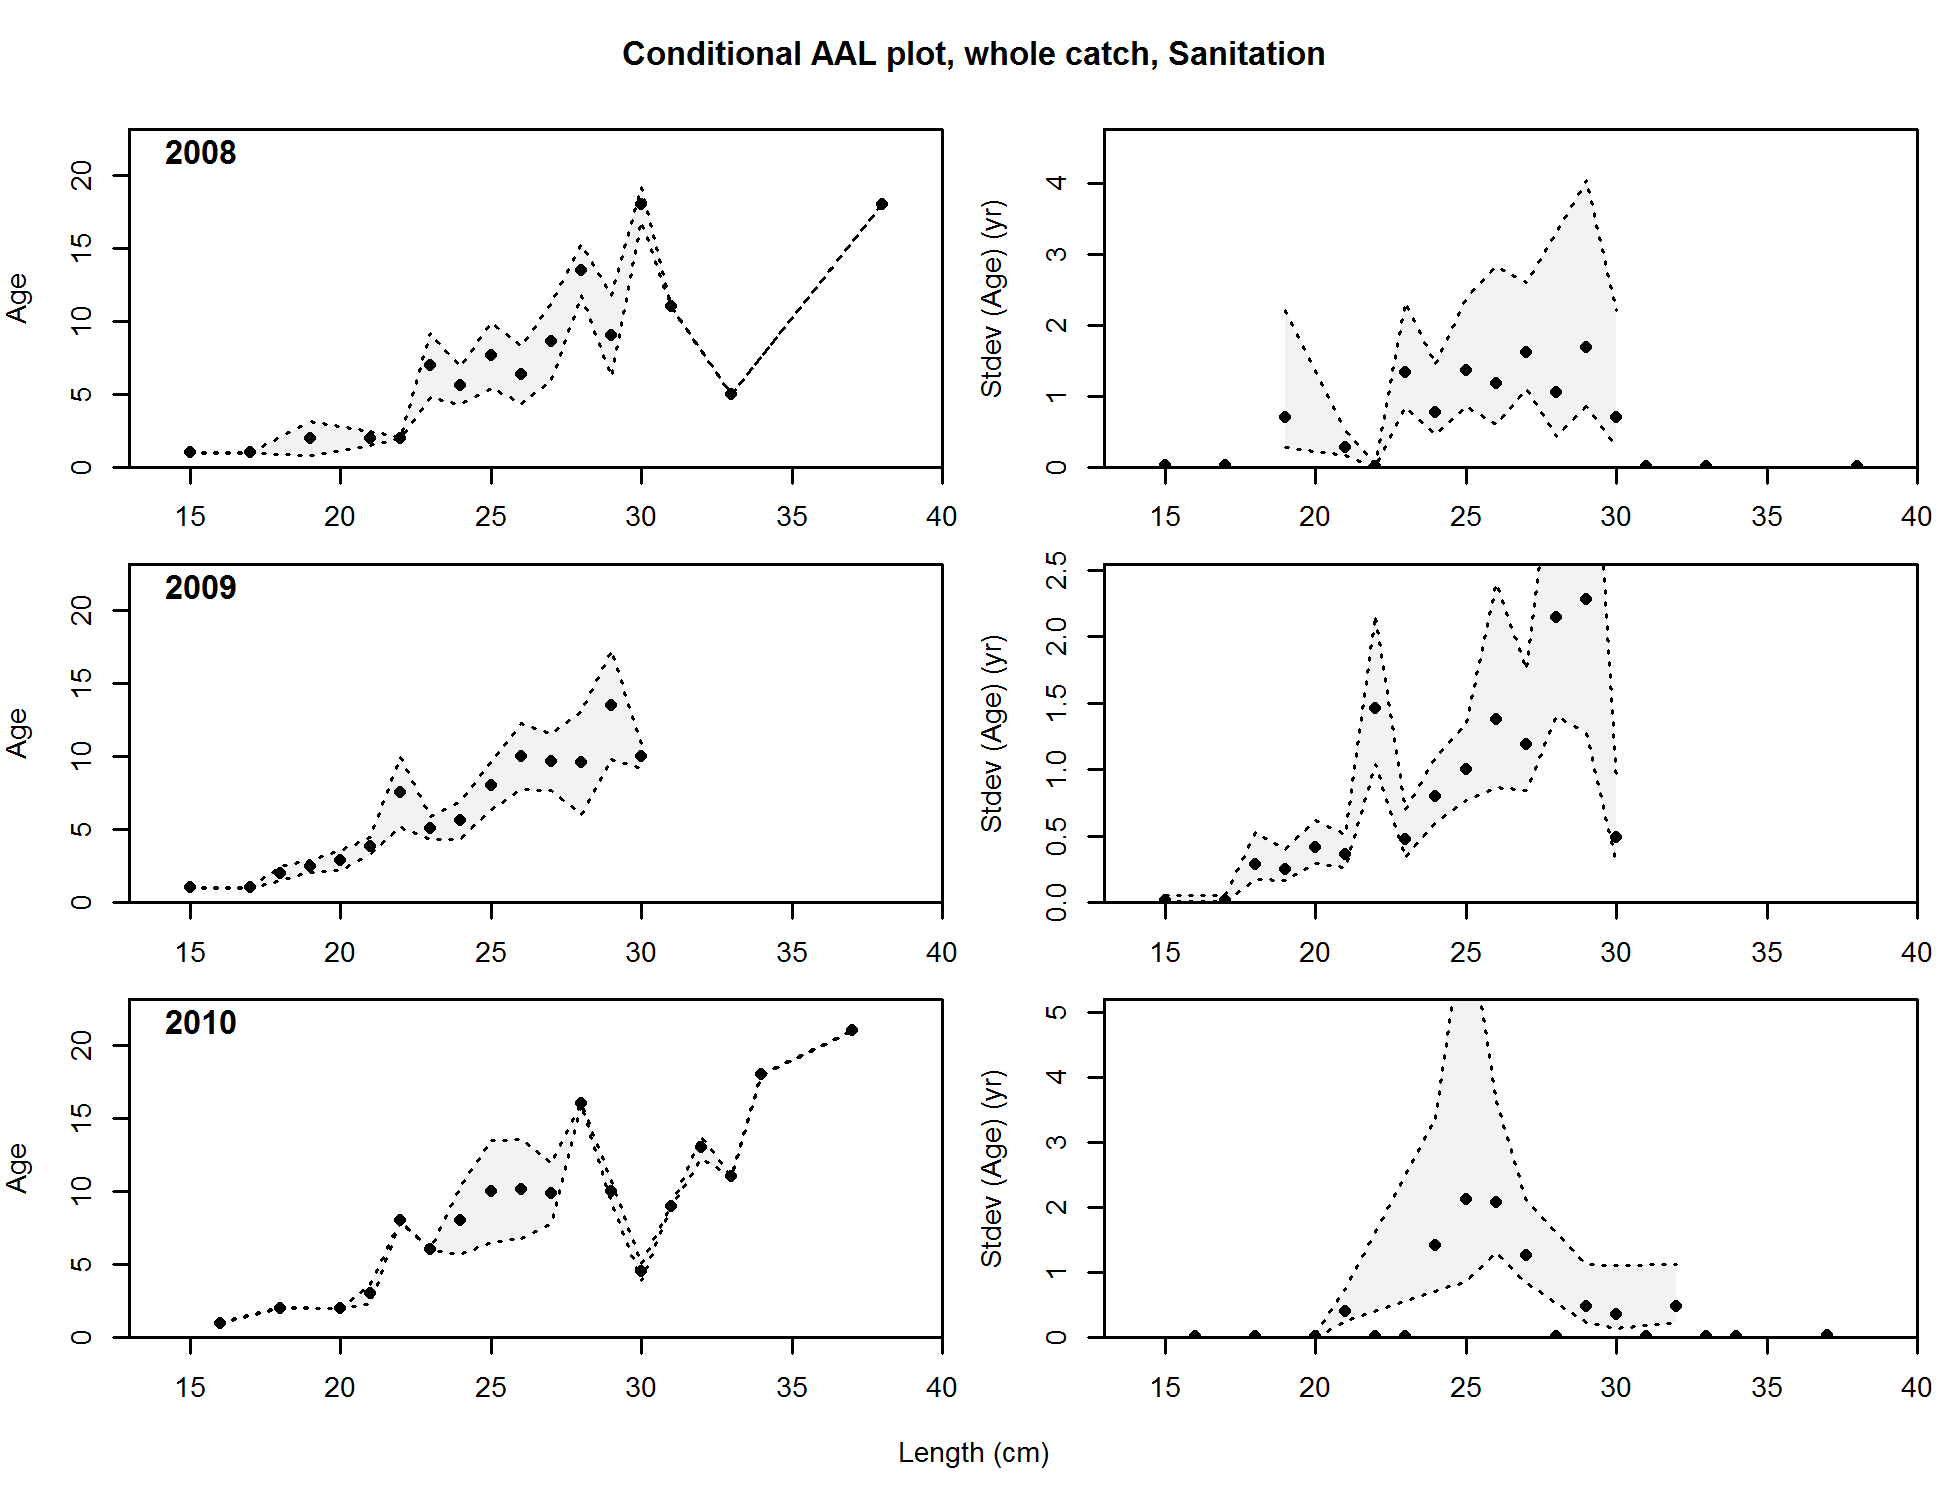 Conditional AAL plot, whole catch, Sanitation
2008
Age
0 5 10 15 20
15 20 25 30 35 40
Stdev (Age) (yr)
0 1 2 3 4
15 20 25 30 35 40
2009
Age
0 5 10 15 20
15 20 25 30 35 40
Stdev (Age) (yr)
0.0 0.5 1.0 1.5 2.0 2.5
15 20 25 30 35 40
2010
Age
0 5 10 15 20
15 20 25 30 35 40
Stdev (Age) (yr)
0 1 2 3 4 5
15 20 25 30 35 40
Length (cm)